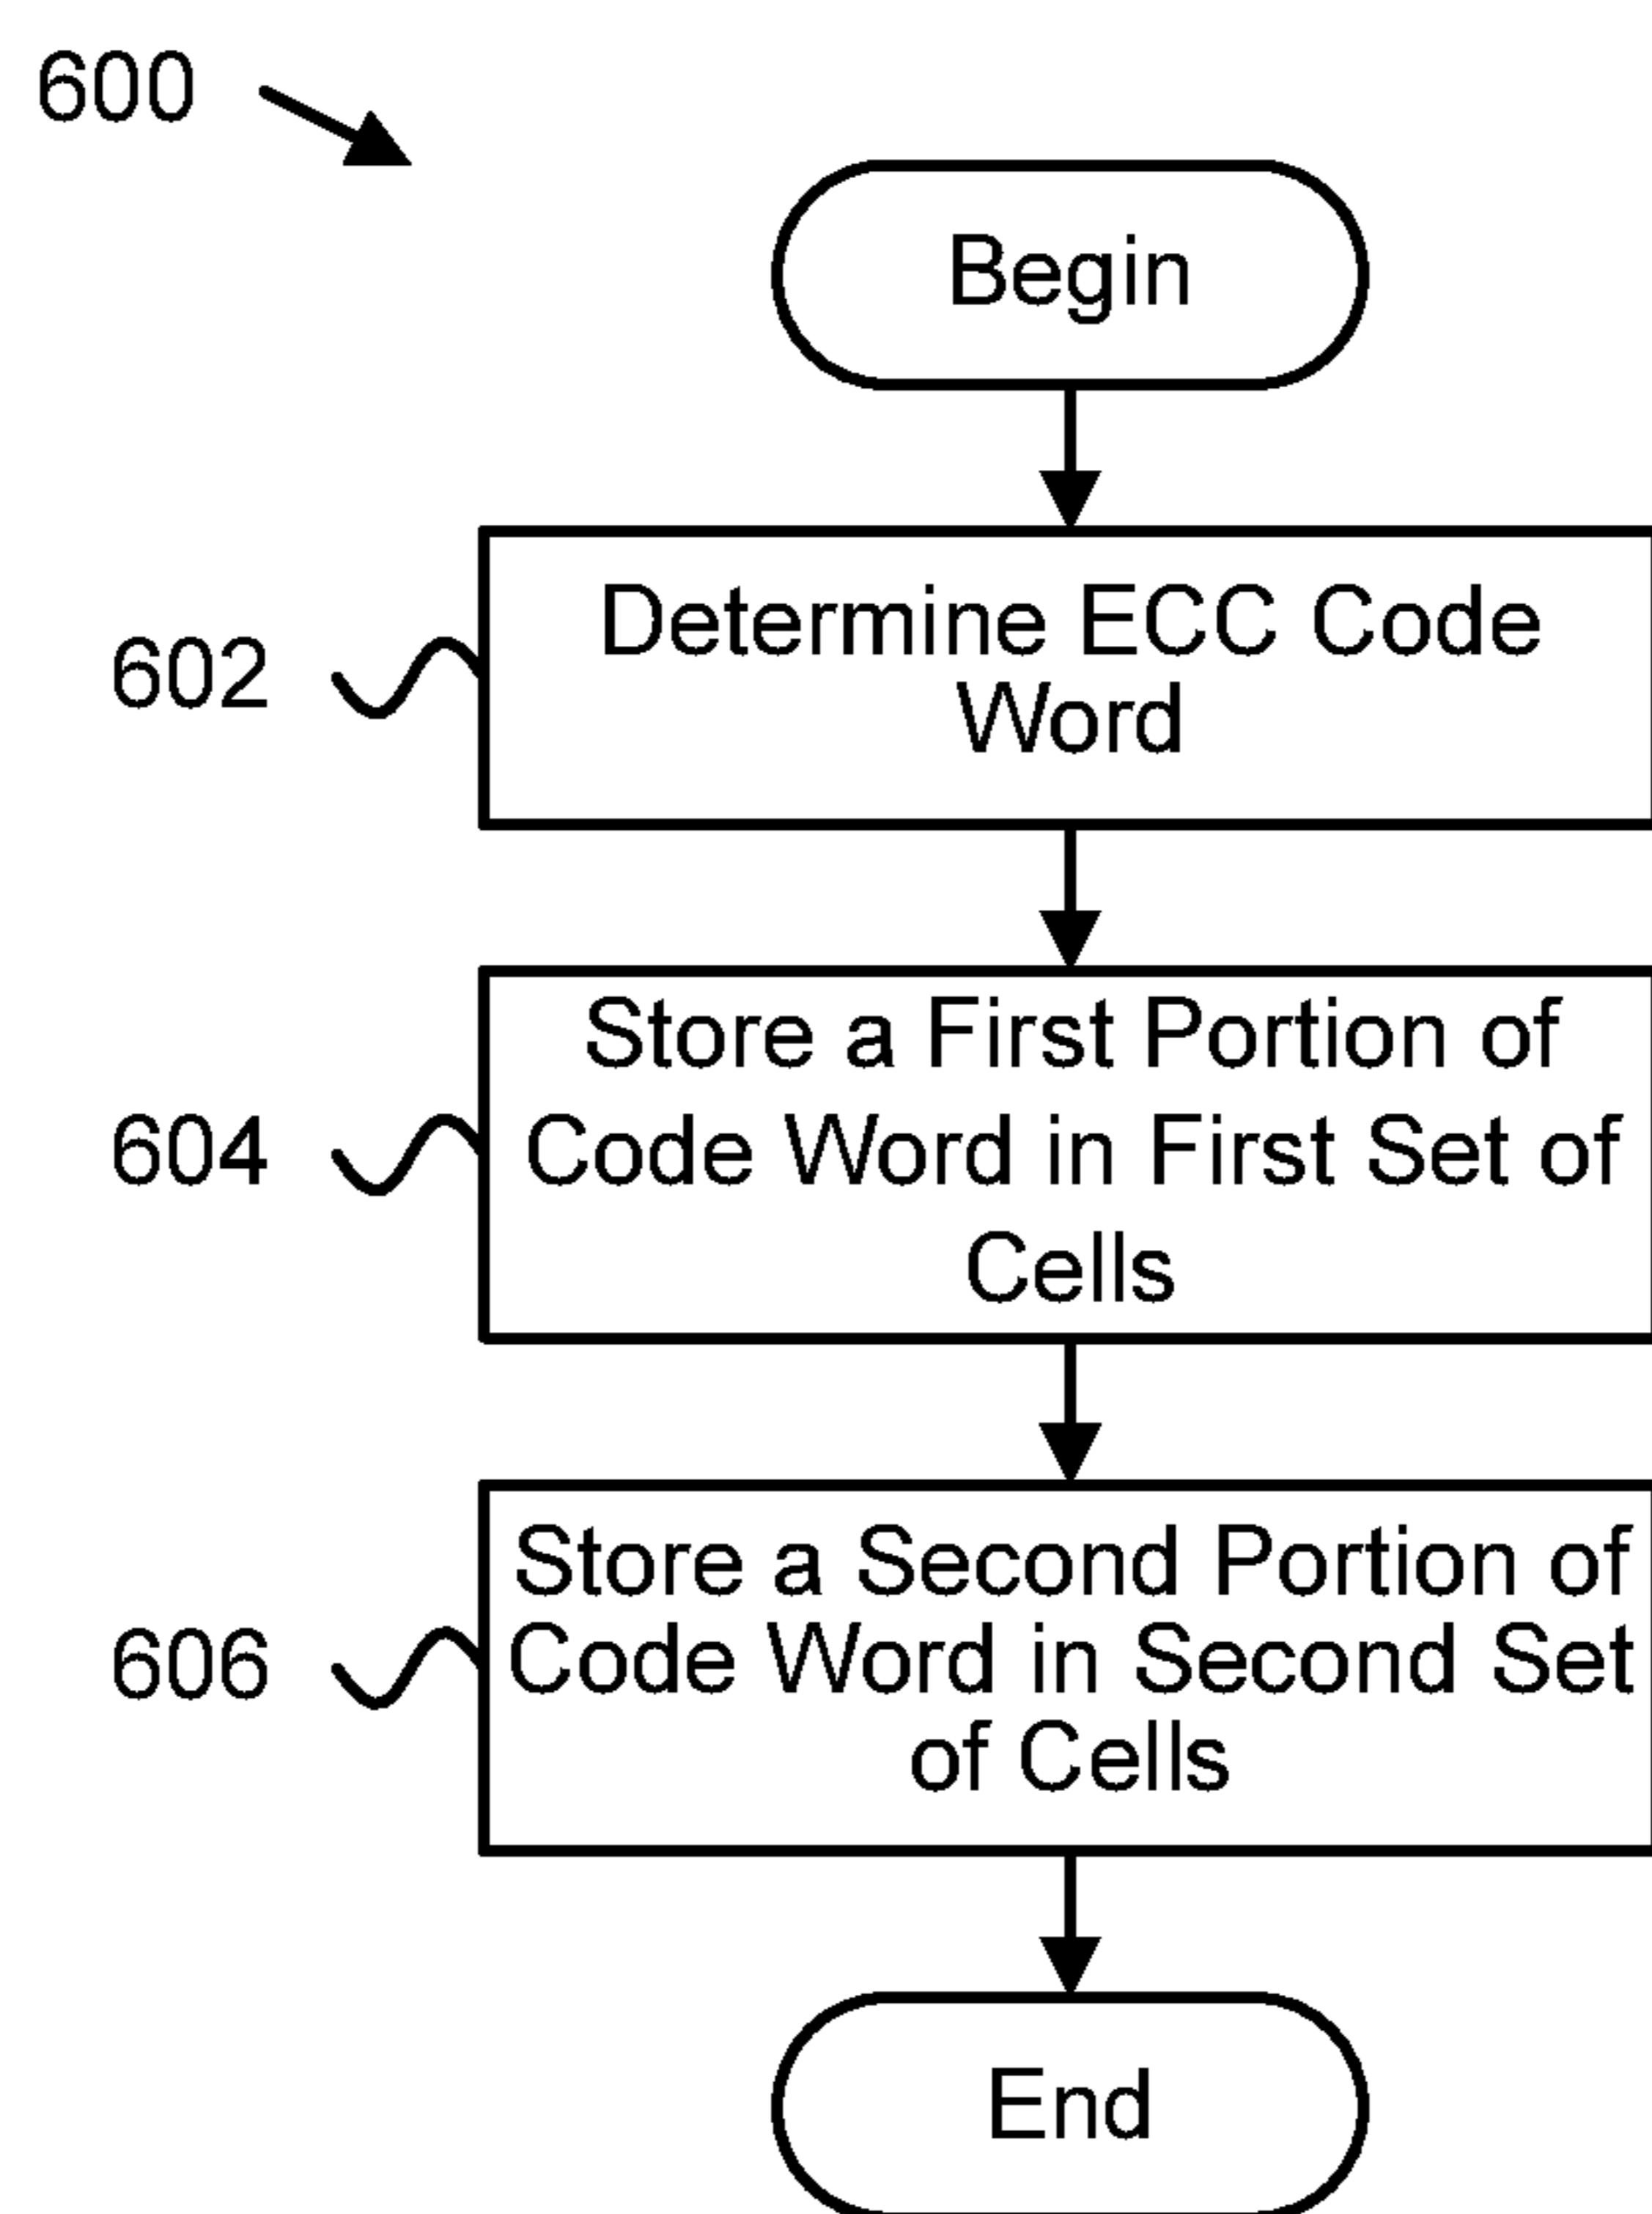 600
Begin
602
Determine ECC Code
Word
604
Store a First Portion of
Code Word in First Set of
Cells
606
Store a Second Portion of
Code Word in Second Set
of Cells
End